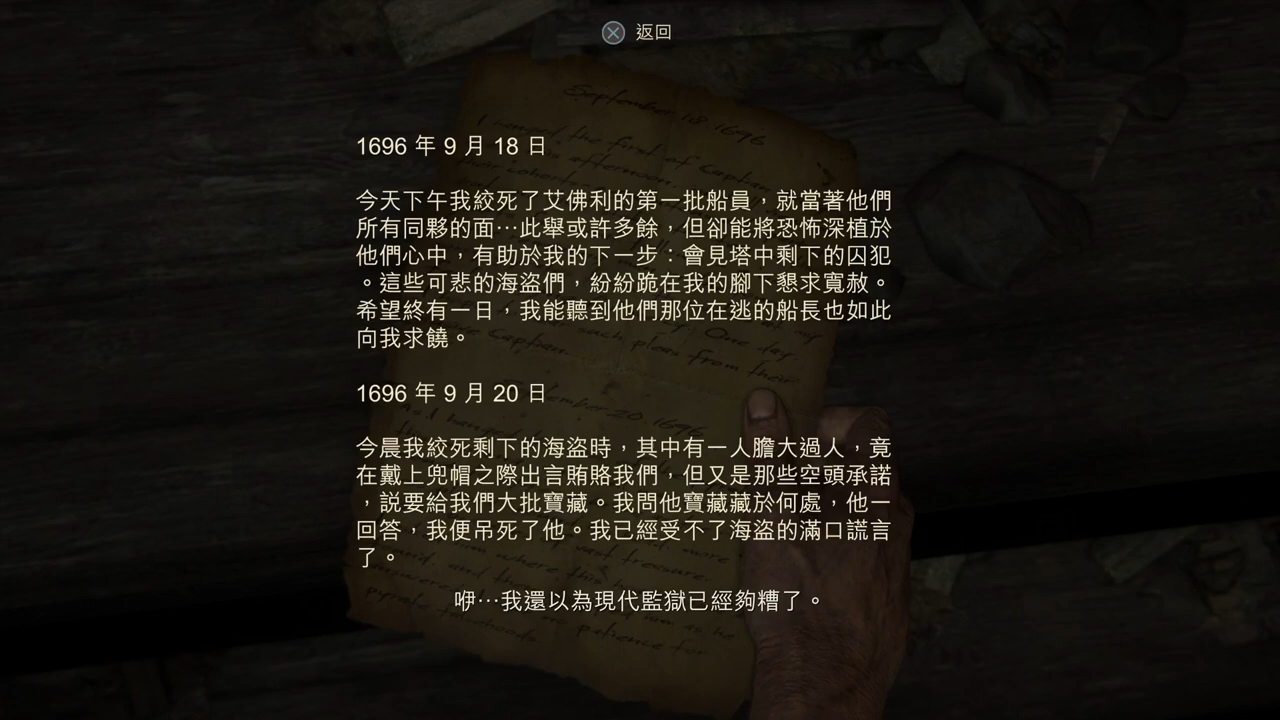 返回
September 18 1696
1696 年 9 月 18 日
今天下午我絞死了艾佛利的第一批船員，就當著他們
所有同夥的面…此舉或許多餘，但卻能將恐怖深植於
他們心中，有助於我的下一步：會見塔中剩下的囚犯
。這些可悲的海盜們，紛紛跪在我的腳下懇求寬赦。
希望終有一日，我能聽到他們那位在逃的船長也如此
向我求饒。
1696 年 9 月 20 日
今晨我絞死剩下的海盜時，其中有一人膽大過人，竟
在戴上兜帽之際出言賄賂我們，但又是那些空頭承諾
，說要給我們大批寶藏。我問他寶藏藏於何處，他一
回答，我便吊死了他。我已經受不了海盜的滿口謊言
了。
咿…我還以為現代監獄已經夠糟了。